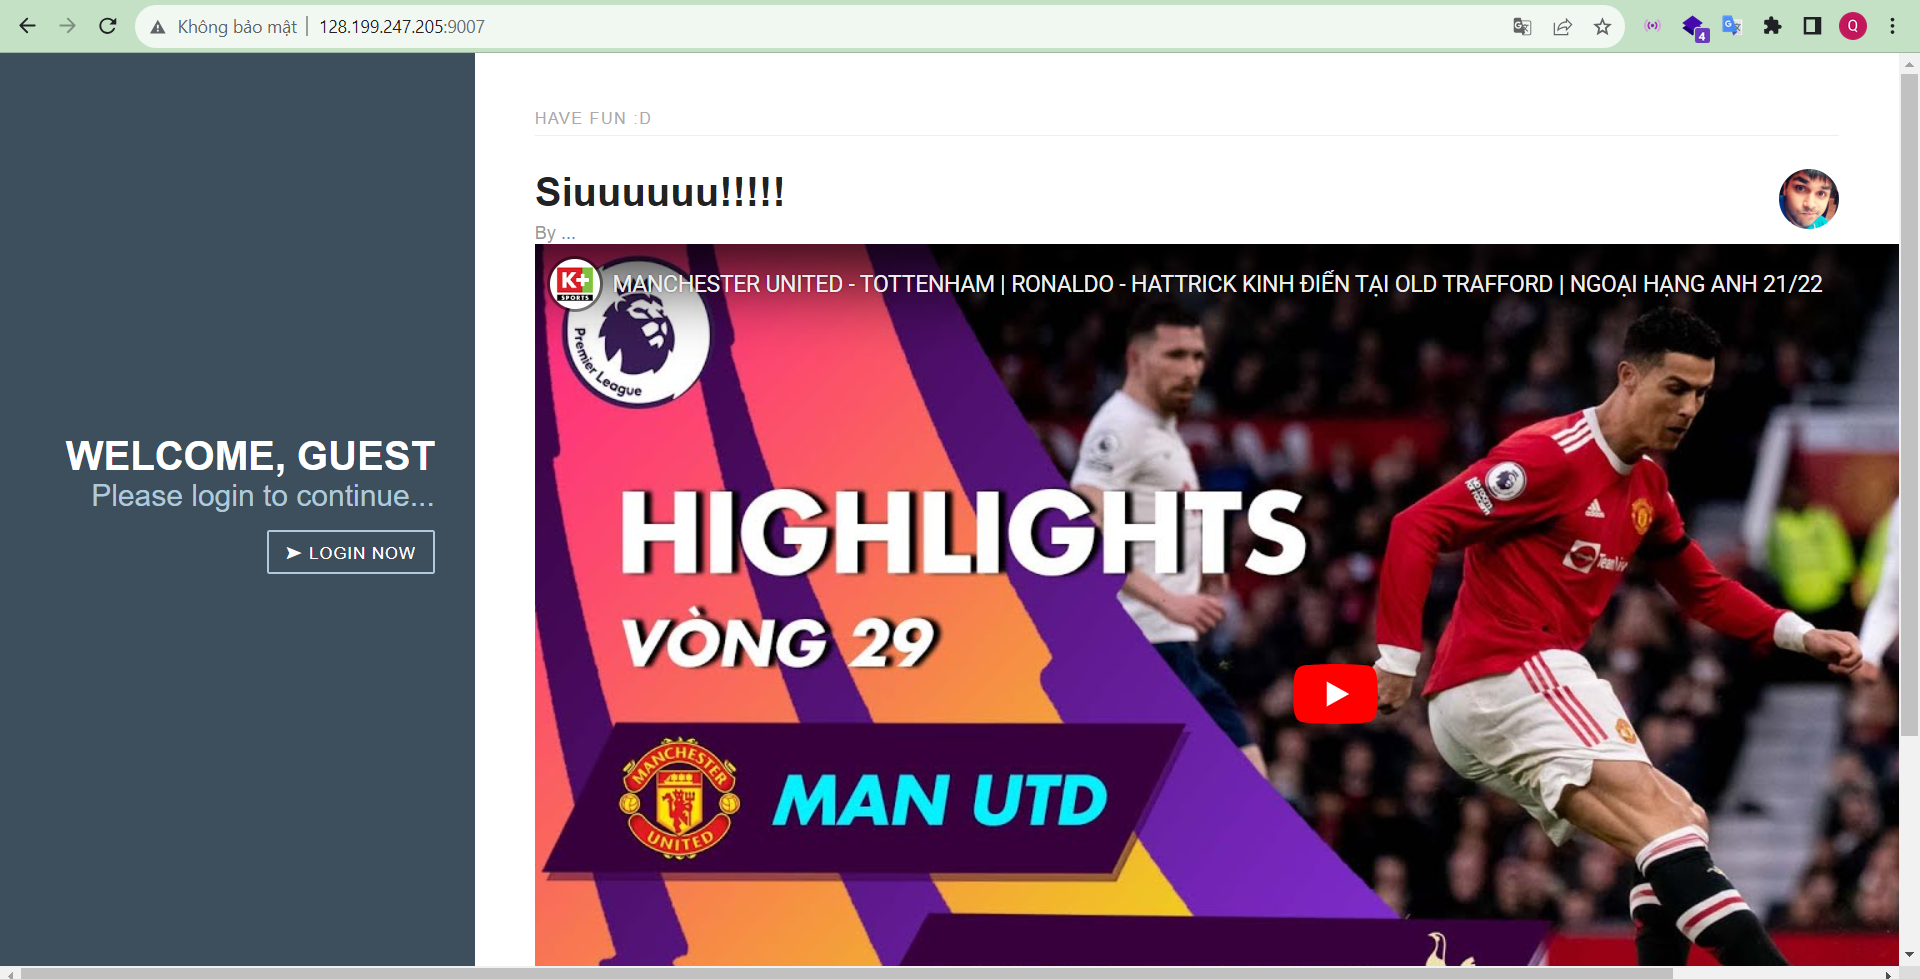 Không bảo mật
128.199.247.205:9007
4
Q
HAVE FUN :D
Siuuuuuu!!!!!
By ...
K+
SPORTS
MANCHESTER UNITED - TOTTENHAM | RONALDO - HATTRICK KINH ĐIỂN TẠI OLD TRAFFORD | NGOẠI HẠNG ANH 21/22
Premier League
WELCOME, GUEST
Please login to continue...
➤ LOGIN NOW
HIGHLIGHTS
VÒNG 29
MANCHESTER
UNITED
MAN UTD